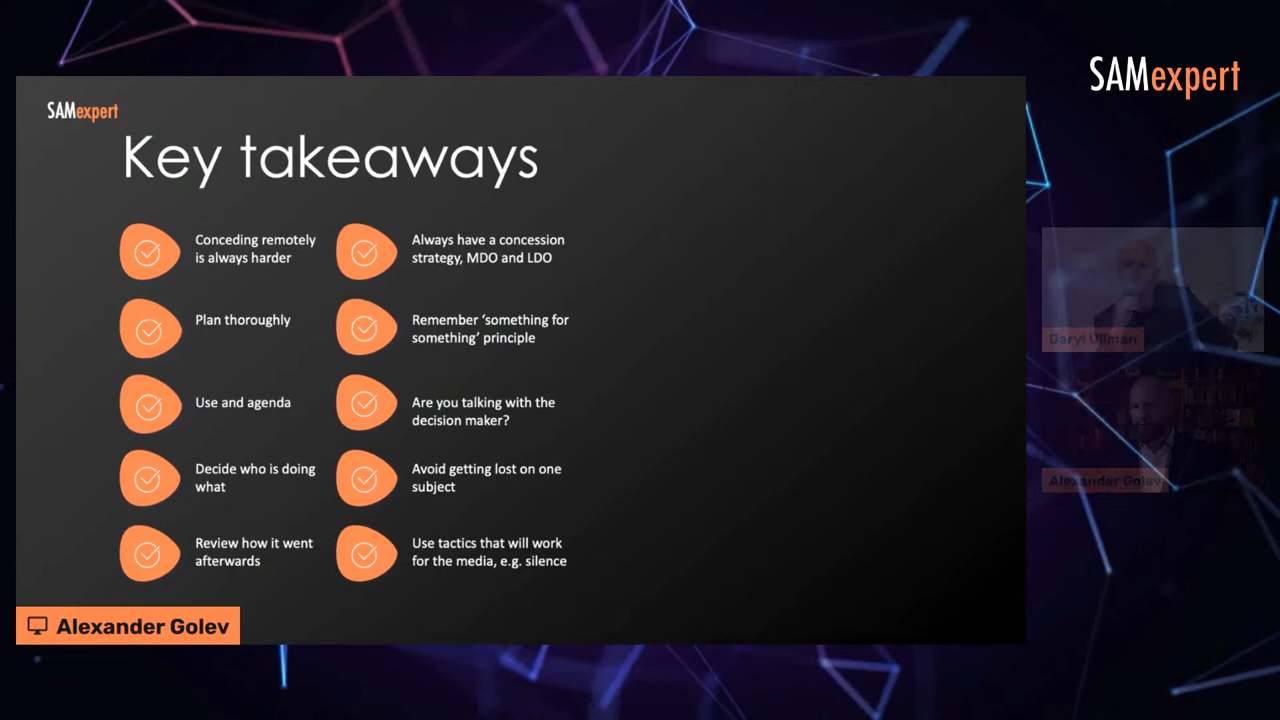 SAMexpert
SAMexpert
Key takeaways
Conceding remotely
is always harder
Plan thoroughly
Use and agenda
Decide who is doing
what
Review how it went
afterwards
Always have a concession
strategy, MDO and LDO
Remember ‘something for
something’ principle
Are you talking with the
decision maker?
Avoid getting lost on one
subject
Use tactics that will work
for the media, e.g. silence
Alexander Golev
Daryl Ullman
Alexander Golev